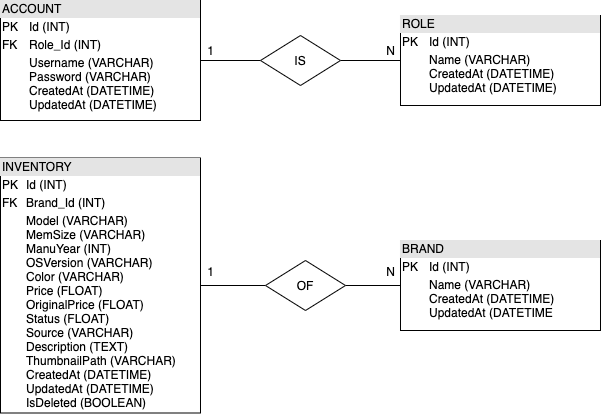 ACCOUNT
PK Id (INT)
FK Role_Id (INT)
Username (VARCHAR)
Password (VARCHAR)
CreatedAt (DATETIME)
UpdatedAt (DATETIME)
1
IS
N
ROLE
PK Id (INT)
Name (VARCHAR)
CreatedAt (DATETIME)
UpdatedAt (DATETIME)
INVENTORY
PK Id (INT)
FK Brand_Id (INT)
Model (VARCHAR)
MemSize (VARCHAR)
ManuYear (INT)
OSVersion (VARCHAR)
Color (VARCHAR)
Price (FLOAT)
OriginalPrice (FLOAT)
Status (FLOAT)
Source (VARCHAR)
Description (TEXT)
ThumbnailPath (VARCHAR)
CreatedAt (DATETIME)
UpdatedAt (DATETIME)
IsDeleted (BOOLEAN)
1
OF
N
BRAND
PK Id (INT)
Name (VARCHAR)
CreatedAt (DATETIME)
UpdatedAt (DATETIME